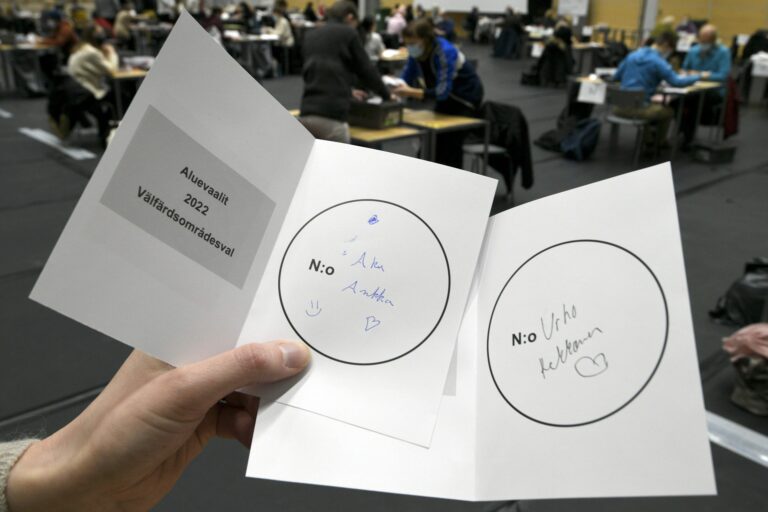 Aluevaalit
2022
Välfärdsområdesval
N:o Aku
Ankka
N:o Urho
Kekkonen